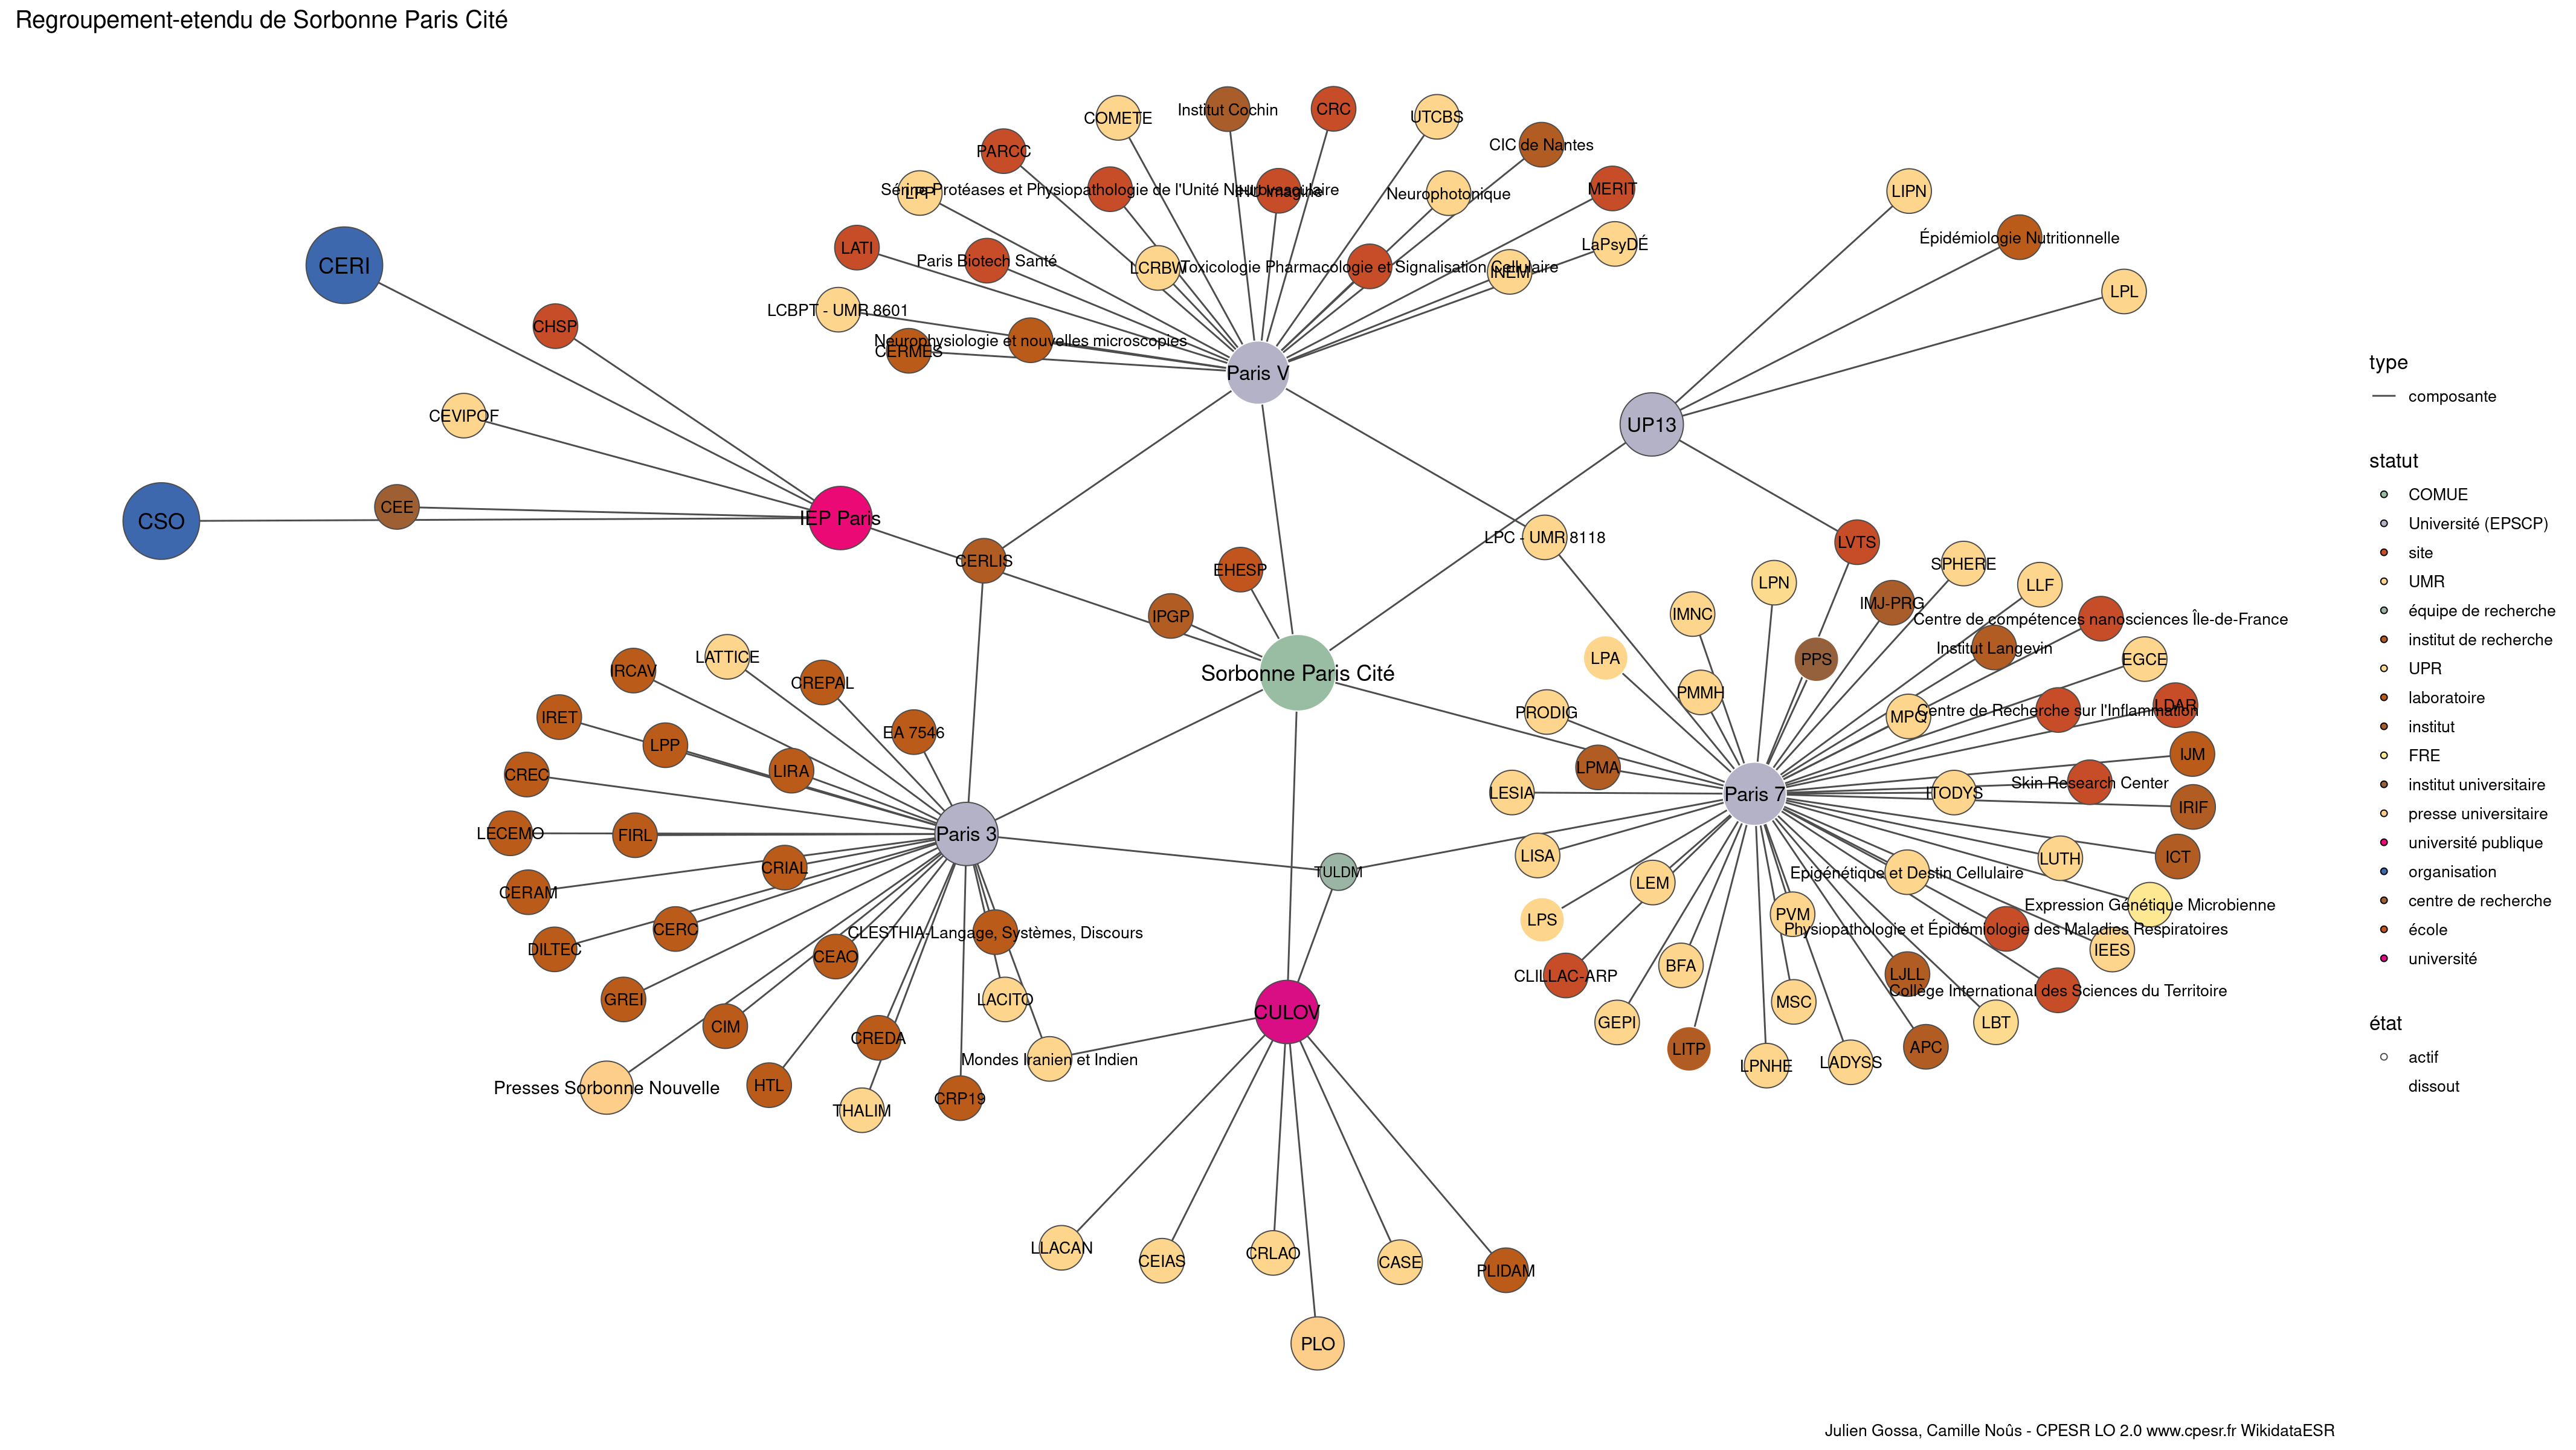 Regroupement-etendu de Sorbonne Paris Cité
COMETE
Institut Cochin
CRC
UTCBS
CIC de Nantes
PARCC
LPP
Sérine Protéases et Physiopathologie de l'Unité Neurovasculaire
IHU Imagine
Neurophotonique
MERIT
LIPN
LATI
Paris Biotech Santé
LCRBW
Toxicologie Pharmacologie et Signalisation Cellulaire
INEM
LaPsyDÉ
Épidémiologie Nutritionnelle
CERI
LPL
LCBPT - UMR 8601
CHSP
Neurophysiologie et nouvelles microscopies
CERMES
Paris V
CEVIPOF
UP13
CSO
CEE
IEP Paris
CERLIS
LPC - UMR 8118
LVTS
EHESP
IPGP
SPHERE
LPN
LLF
IMNC
IMJ-PRG
Centre de compétences nanosciences Île-de-France
Institut Langevin
LPA
PPS
EGCE
Sorbonne Paris Cité
IRCAV
LATTICE
CREPAL
PMMH
PRODIG
MPQ
Centre de Recherche sur l'Inflammation
LDAR
IRET
LPP
EA 7546
LIRA
CREC
LPMA
IJM
LESIA
Paris 7
ITODYS
Skin Research Center
IRIF
LECEMO
FIRL
Paris 3
CRIAL
TULDM
LISA
LUTH
ICT
CERAM
LEM
Epigénétique et Destin Cellulaire
Expression Génétique Microbienne
CERC
DILTEC
CLESTHIA-Langage, Systèmes, Discours
CEAO
LPS
PVM
Physiopathologie et Épidémiologie des Maladies Respiratoires
IEES
BFA
CLILLAC-ARP
LJLL
Collège International des Sciences du Territoire
GREI
LACITO
CIM
CULOV
MSC
GEPI
LBT
CREDA
Mondes Iranien et Indien
LITP
LPNHE
LADYSS
APC
Presses Sorbonne Nouvelle
HTL
THALIM
CRP19
LLACAN
CEIAS
CRLAO
CASE
PLIDAM
PLO
type
composante
statut
COMUE
Université (EPSCP)
site
UMR
équipe de recherche
institut de recherche
UPR
laboratoire
institut
FRE
institut universitaire
presse universitaire
université publique
organisation
centre de recherche
école
université
état
actif
dissout
Julien Gossa, Camille Noûs - CPESR LO 2.0 www.cpesr.fr WikidataESR